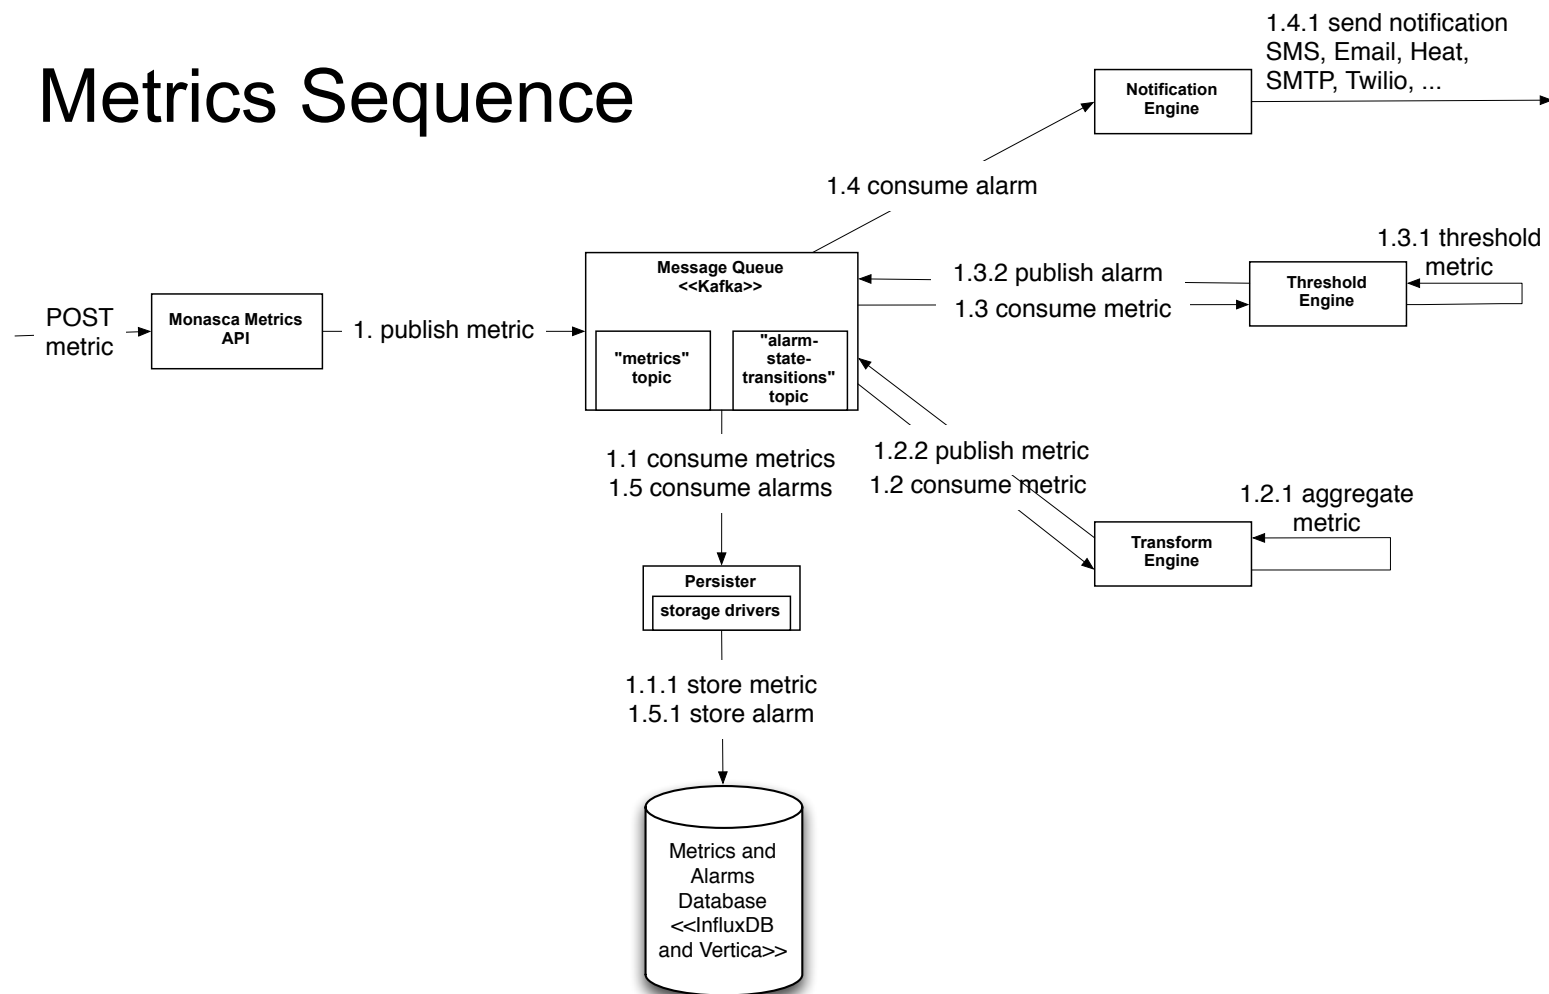 Metrics Sequence
1.4.1 send notification
SMS, Email, Heat,
SMTP, Twilio, ...
Notification
Engine
1.4 consume alarm
POST
metric
Monasca Metrics
API
1. publish metric
Message Queue
<<Kafka>>
"metrics"
topic
"alarm-
state-
transitions"
topic
1.3.2 publish alarm
1.3 consume metric
Threshold
Engine
1.3.1 threshold
metric
1.1 consume metrics
1.5 consume alarms
1.2.2 publish metric
1.2 consume metric
Transform
Engine
1.2.1 aggregate
metric
Persister
storage drivers
1.1.1 store metric
1.5.1 store alarm
Metrics and
Alarms
Database
<<InfluxDB
and Vertica>>